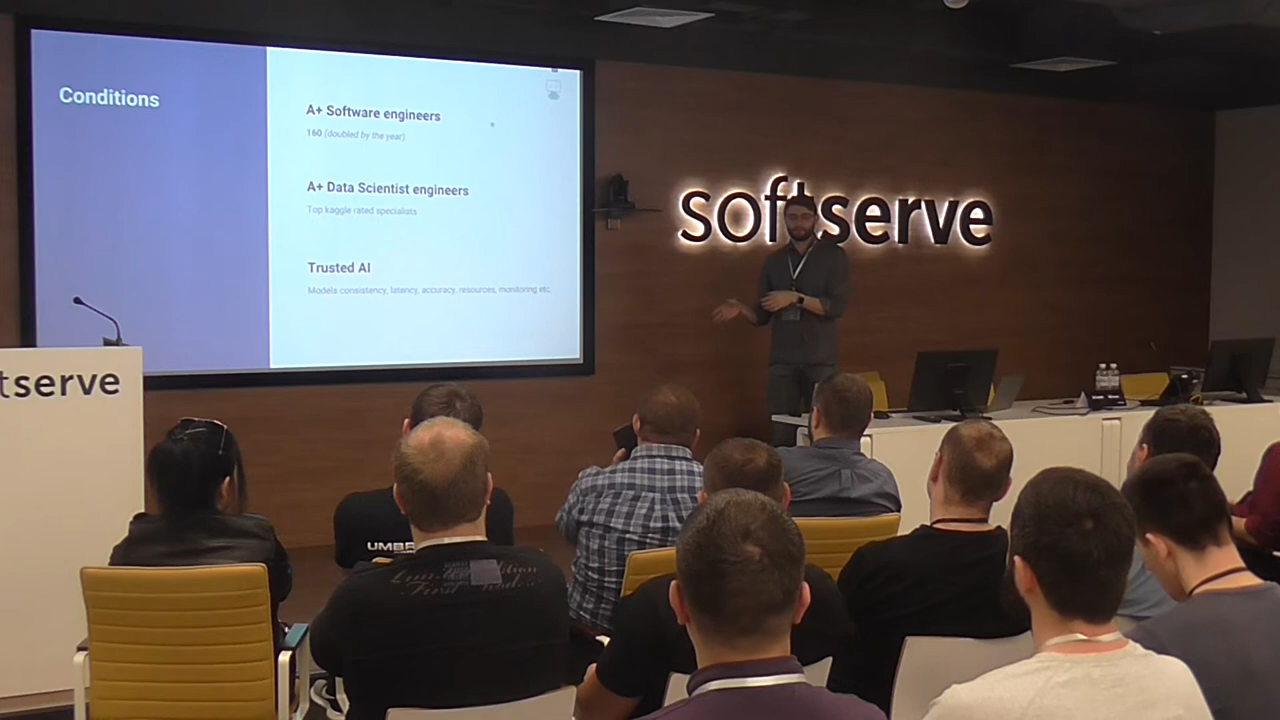 Conditions
A+ Software engineers
160 (doubled by the year)
A+ Data Scientist engineers
Top kaggle rated specialists
Trusted AI
Models consistency, latency, accuracy, resources, monitoring etc.
softserve
tserve
UMBR